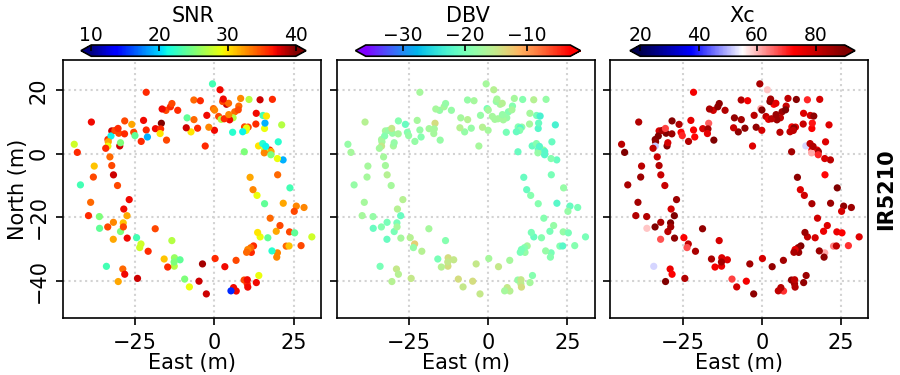 SNR DBV Xc
10 20 30 40 −30 −20 −10 20 40 60 80
20
0
−20
−40
North (m)
IR5210
−25 0 25 −25 0 25 −25 0 25
East (m) East (m) East (m)